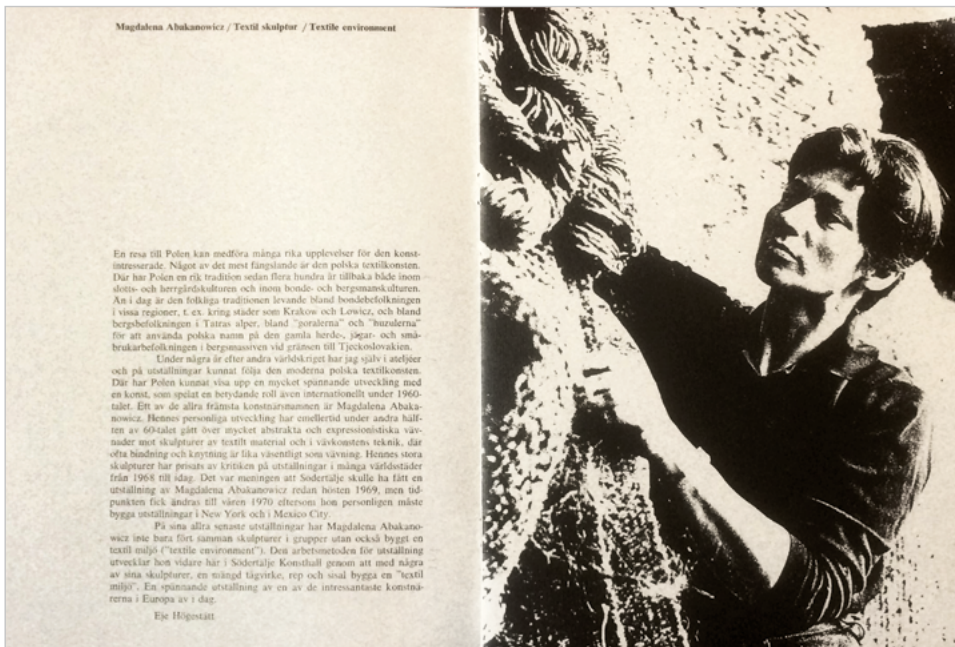 Magdalena Abakanowicz / Textil skulptur / Textile environment
En resa till Polen kan medföra många rika upplevelser för den konst-
intresserade. Något av det mest fängslande är den polska textilkonsten.
Där har Polen en rik tradition sedan flera hundra år tillbaka både inom
slotts- och herrgårdskulturen och inom bonde- och bergsmanskulturen.
Än i dag är den folkliga traditionen levande bland bondebefolkningen
i vissa regioner, t. ex. kring städer som Krakow och Lowicz, och bland
bergsbefolkningen i Tatras alper, bland "goralerna" och "huzulerna"
för att använda polska namn på den gamla herde-, jägar- och små-
brukarbefolkningen i bergsmassiven vid gränsen till Tjeckoslovakien.
Under några år efter andra världskriget har jag själv i ateljéer
och på utställningar kunnat följa den moderna polska textilkonsten.
Där har Polen kunnat visa upp en mycket spännande utveckling med
en konst, som spelat en betydande roll även internationellt under 1960-
talet. Ett av de allra främsta konstnärsnamnen är Magdalena Abaka-
nowicz. Hennes personliga utveckling har emellertid under andra hälf-
ten av 60-talet gått över mycket abstrakta och expressionistiska väv-
nader mot skulpturer av textilt material och i vävkonstens teknik, där
ofta bindning och knytning är lika väsentligt som vävning. Hennes stora
skulpturer har prisats av kritiken på utställningar i många världsstäder
från 1968 till idag. Det var meningen att Södertälje skulle ha fått en
utställning av Magdalena Abakanowicz redan hösten 1969, men tid-
punkten fick ändras till våren 1970 eftersom hon personligen måste
bygga utställningar i New York och i Mexico City.
På sina allra senaste utställningar har Magdalena Abakano-
wicz inte bara fört samman skulpturer i grupper utan också byggt en
textil miljö ("textile environment"). Den arbetsmetoden för utställning
utvecklar hon vidare här i Södertälje Konsthall genom att med några
av sina skulpturer, en mängd tågvirke, rep och sisal bygga en "textil
miljö". En spännande utställning av en av de intressantaste konstnä-
rerna i Europa av i dag.
Eje Högestätt